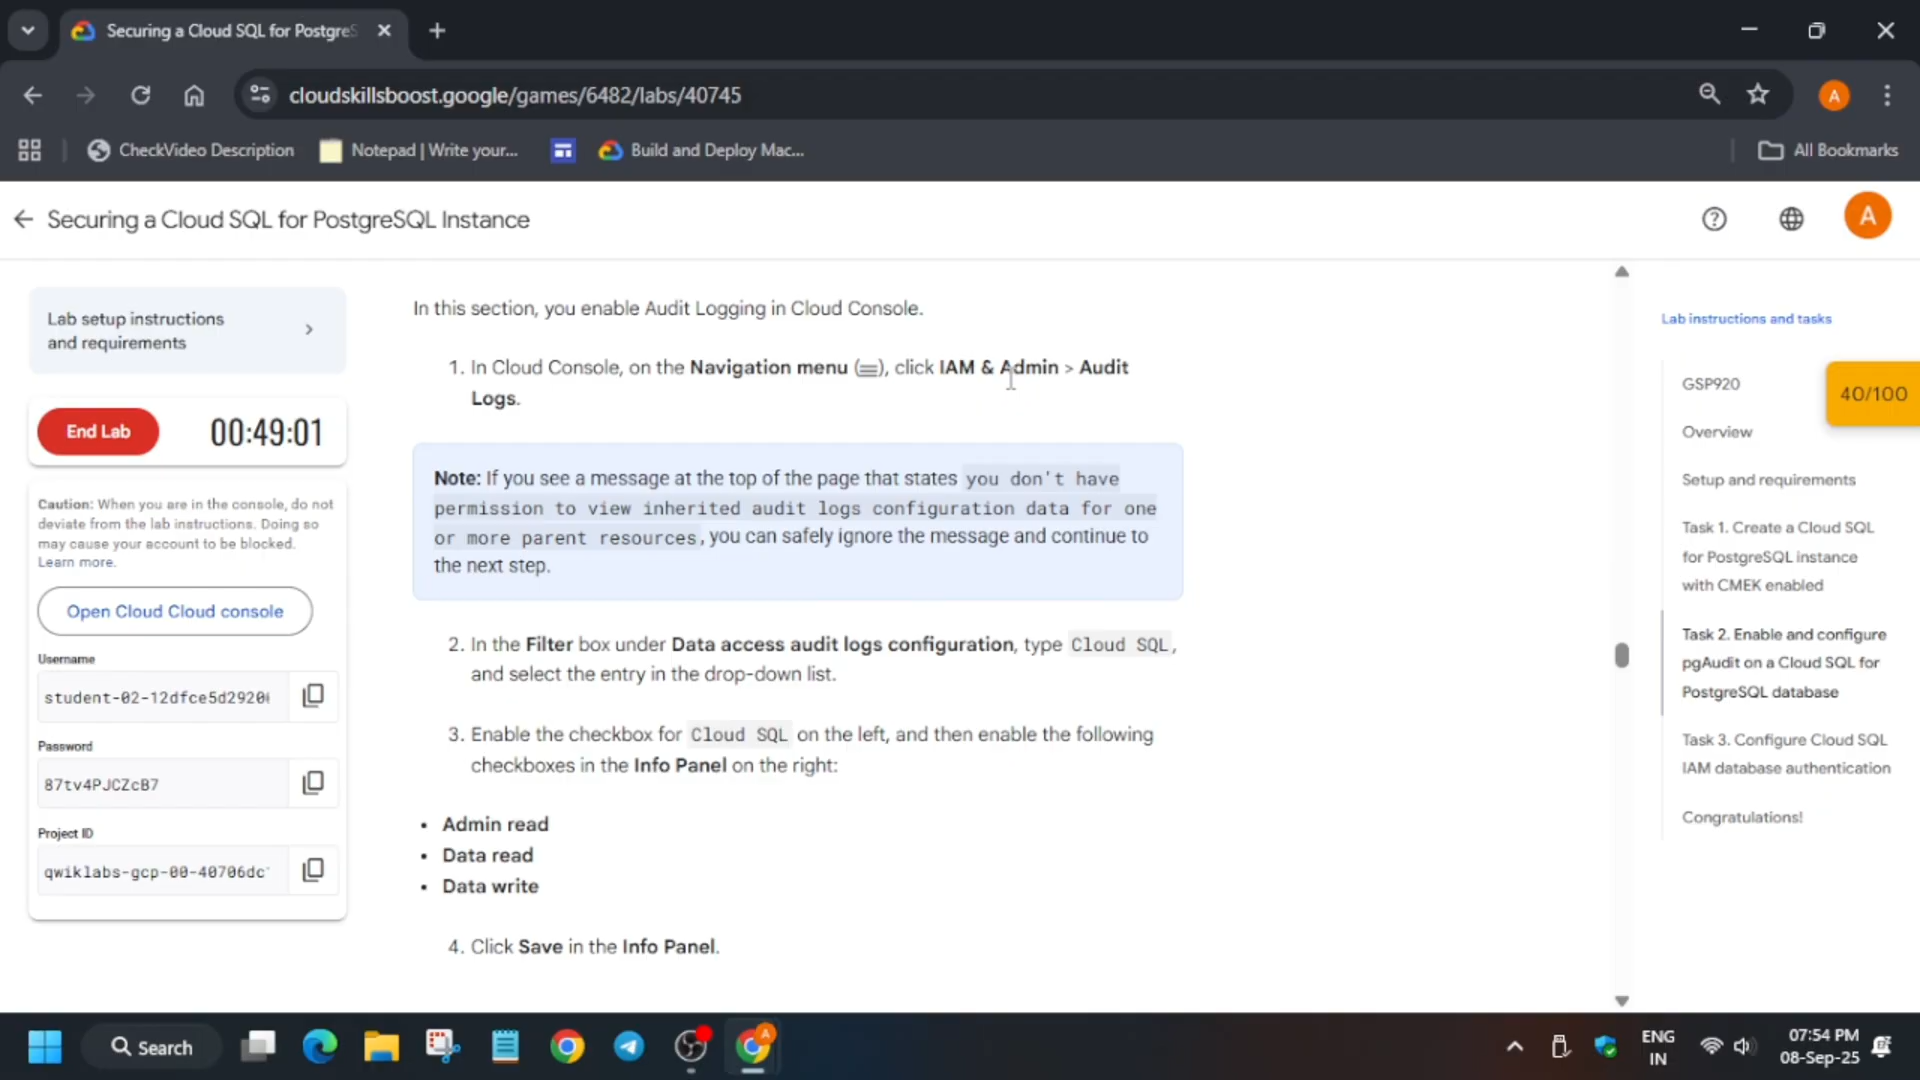 Securing a Cloud SQL for PostgreS
cloudskillsboost.google/games/6482/labs/40745
A
CheckVideo Description
Notepad | Write your...
Build and Deploy Mac...
All Bookmarks
Securing a Cloud SQL for PostgreSQL Instance
A
Lab setup instructions
and requirements
End Lab
00:49:01
Caution: When you are in the console, do not
deviate from the lab instructions. Doing so
may cause your account to be blocked.
Learn more.
Open Cloud Cloud console
Username
student-02-12dfce5d2920
Password
87tv4PJCZcB7
Project ID
qwiklabs-gcp-00-40706dc
In this section, you enable Audit Logging in Cloud Console.
1. In Cloud Console, on the Navigation menu (), click IAM & Admin > Audit
Logs.
Note: If you see a message at the top of the page that states you don't have
permission to view inherited audit logs configuration data for one
or more parent resources, you can safely ignore the message and continue to
the next step.
2. In the Filter box under Data access audit logs configuration, type Cloud SQL,
and select the entry in the drop-down list.
3. Enable the checkbox for Cloud SQL on the left, and then enable the following
checkboxes in the Info Panel on the right:
• Admin read
• Data read
• Data write
4. Click Save in the Info Panel.
Lab instructions and tasks
40/100
GSP920
Overview
Setup and requirements
Task 1. Create a Cloud SQL
for PostgreSQL instance
with CMEK enabled
Task 2. Enable and configure
pgAudit on a Cloud SQL for
PostgreSQL database
Task 3. Configure Cloud SQL
IAM database authentication
Congratulations!
Search
A
ENG
IN
07:54 PM
08-Sep-25